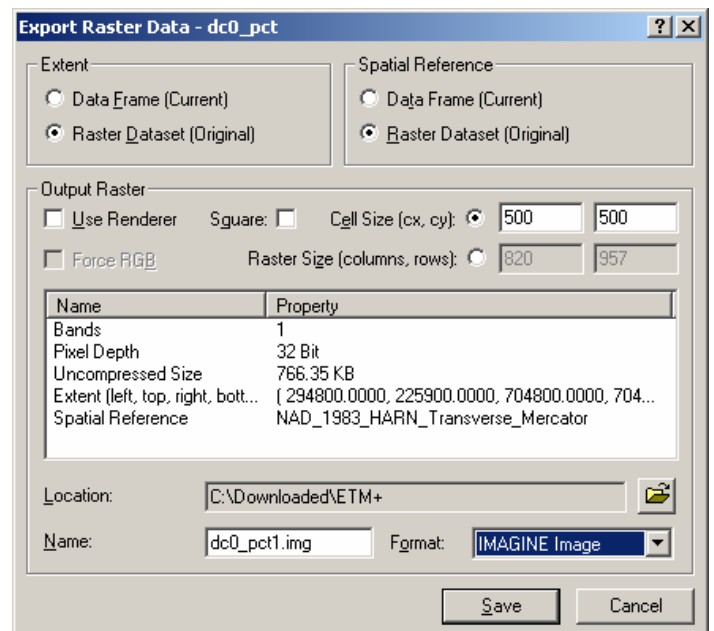 Export Raster Data - dc0_pct
Extent
Data Frame (Current)
Raster Dataset (Original)
Spatial Reference
Data Frame (Current)
Raster Dataset (Original)
Output Raster
Use Renderer Square: Cell Size (cx, cy): 500 500
Force RGB Raster Size (columns, rows): 820 957
Name Property
Bands 1
Pixel Depth 32 Bit
Uncompressed Size 766.35 KB
Extent (left, top, right, bott... ( 294800.0000, 225900.0000, 704800.0000, 704...
Spatial Reference NAD_1983_HARN_Transverse_Mercator
Location: C:\Downloaded\ETM+
Name: dc0_pct1.img Format: IMAGINE Image
Save Cancel